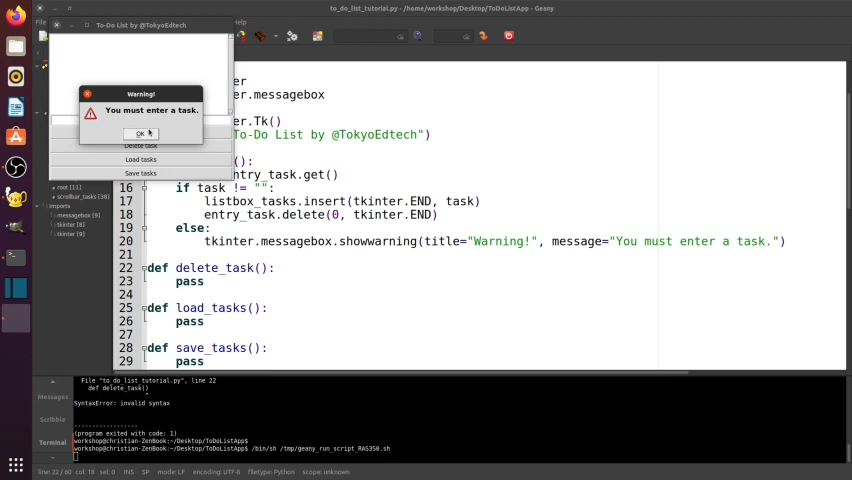 to_do_list_tutorial.py - /home/workshop/Desktop/ToDoListApp - Geany
File
Help
To-Do List by @TokyoEdtech
Warning!
You must enter a task.
OK
Delete task
Load tasks
Save tasks
root [11]
scrollbar_tasks [38]
Imports
messagebox [9]
tkinter [8]
tkinter [9]
er
er.messagebox
er.Tk()
To-Do List by @TokyoEdtech")
():
entry_task.get()
16 if task != "":
17 listbox_tasks.insert(tkinter.END, task)
18 entry_task.delete(0, tkinter.END)
19 else:
20 tkinter.messagebox.showwarning(title="Warning!", message="You must enter a task.")
21
22 def delete_task():
23 pass
24
25 def load_tasks():
26 pass
27
28 def save_tasks():
29 pass
Messages
Scribble
Terminal
File "to_do_list_tutorial.py", line 22
def delete_task()
^
SyntaxError: invalid syntax
------------------
(program exited with code: 1)
workshop@christian-ZenBook:~/Desktop/ToDoListApp$
workshop@christian-ZenBook:~/Desktop/ToDoListApp$ /bin/sh /tmp/geany_run_script_RAS3S0.sh
line: 22 / 60 col: 18 sel: 0 INS SP mode: LF encoding: UTF-8 filetype: Python scope: unknown